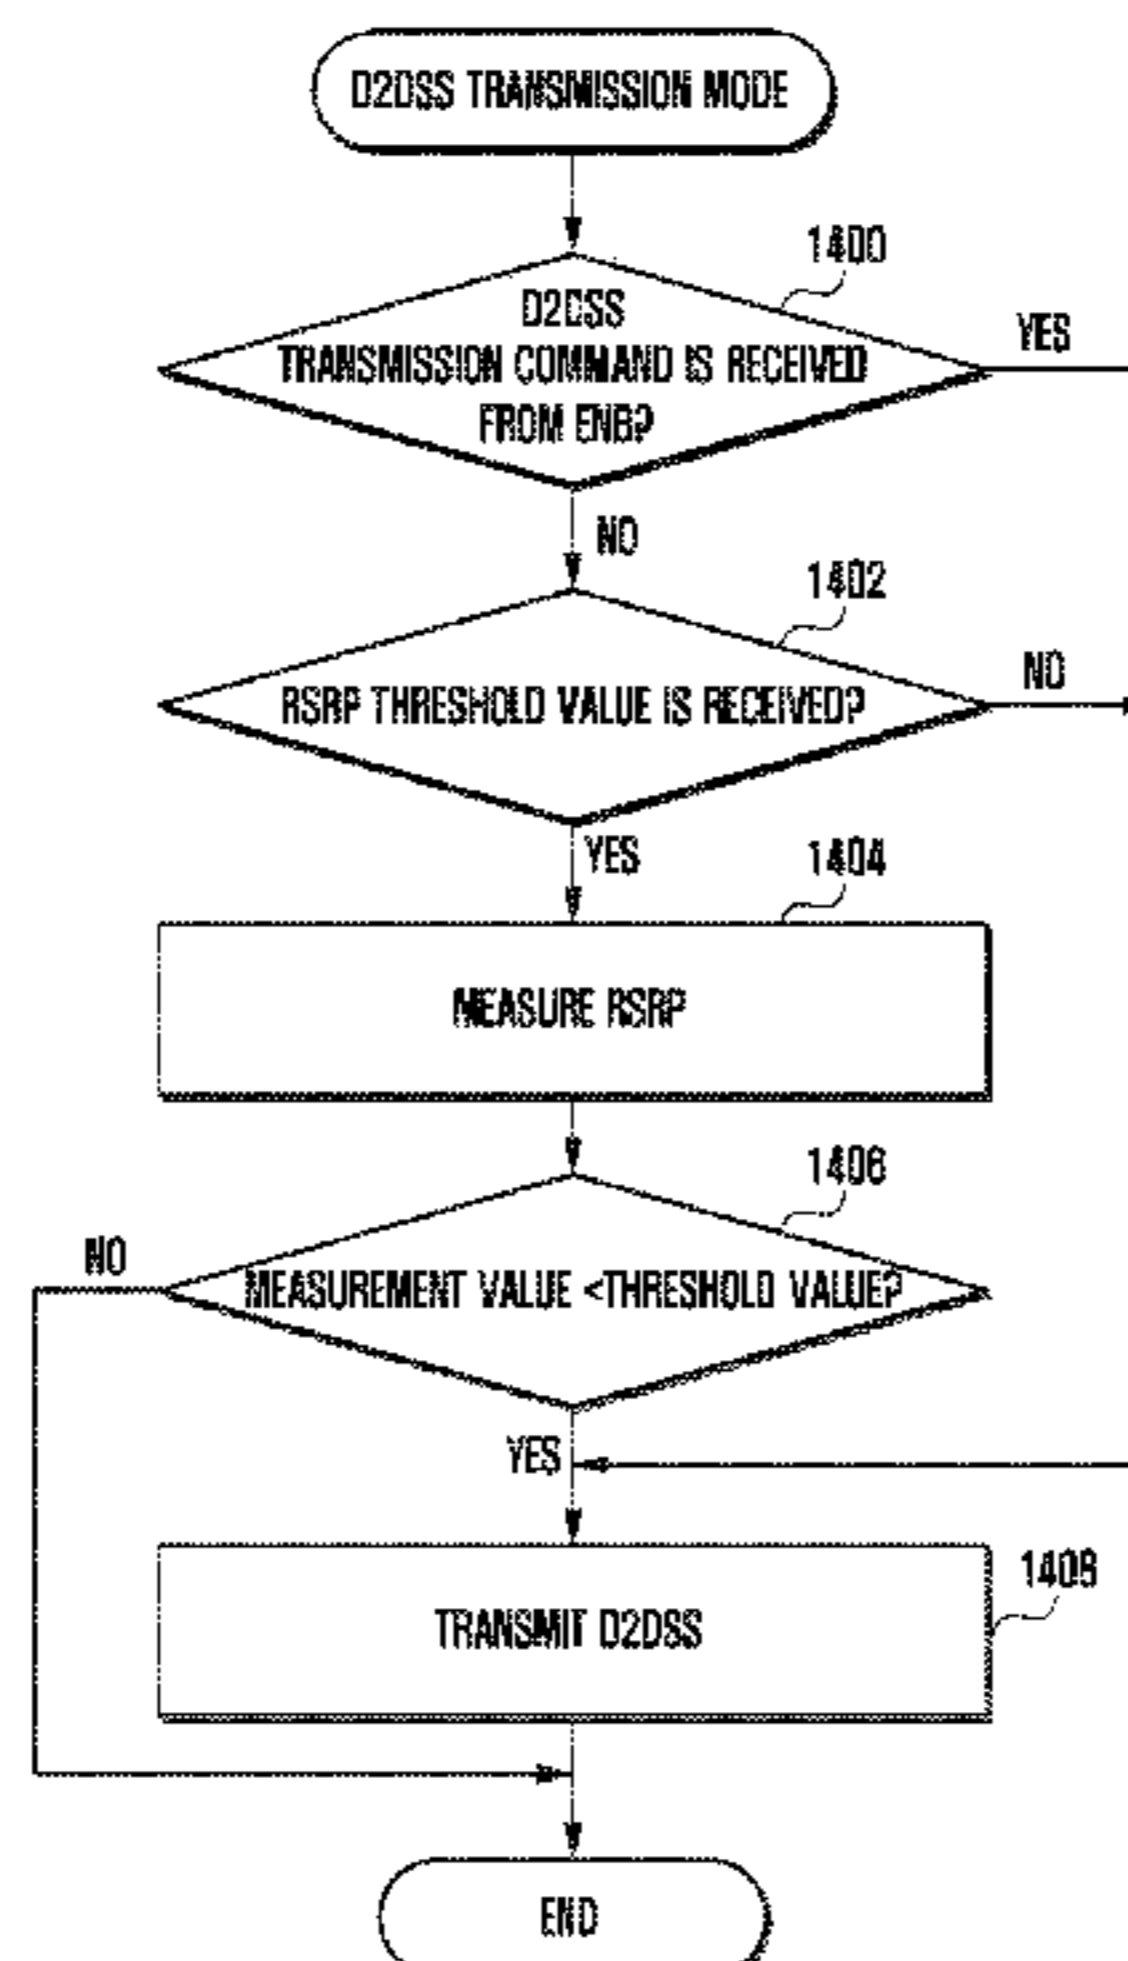 D2DSS TRANSMISSION MODE
1400
D2DSS
TRANSMISSION COMMAND IS RECEIVED
FROM ENB?
YES
NO
1402
RSRP THRESHOLD VALUE IS RECEIVED?
NO
YES
1404
MEASURE RSRP
1406
NO
MEASUREMENT VALUE <THRESHOLD VALUE?
YES
1408
TRANSMIT D2DSS
END